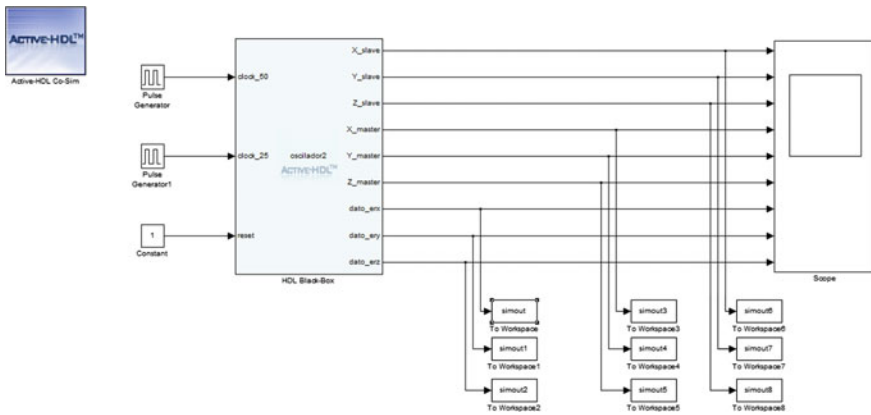 ACTIVE-HDL™
Active-HDL Co-Sim
Pulse
Generator
Pulse
Generator1
1
Constant
clock_50
clock_25
reset
oscilador2
ACTIVE-HDL™
X_slave
Y_slave
Z_slave
X_master
Y_master
Z_master
dato_erx
dato_ery
dato_erz
HDL Black-Box
Scope
simout
To Workspace
simout1
To Workspace1
simout2
To Workspace2
simout3
To Workspace3
simout4
To Workspace4
simout5
To Workspace5
simout6
To Workspace6
simout7
To Workspace7
simout8
To Workspace8